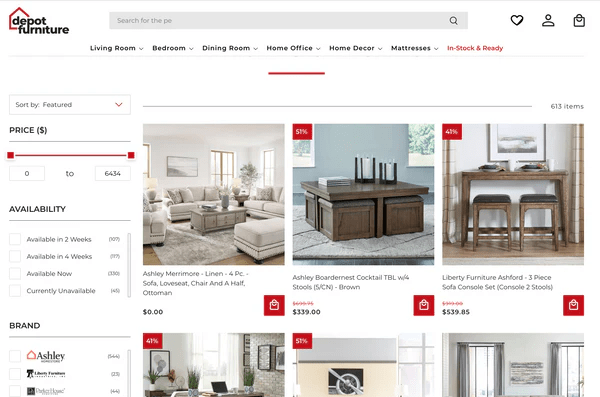 depot
furniture
Search for the pe
Living Room Bedroom Dining Room Home Office Home Decor Mattresses In-Stock & Ready
Sort by: Featured
613 items
PRICE ($)
0 to 6434
AVAILABILITY
Available in 2 Weeks (107)
Available in 4 Weeks (117)
Available Now (339)
Currently Unavailable (45)
BRAND
Ashley (544)
Liberty Furniture (23)
(44)
Ashley Merrimore - Linen - 4 Pc. -
Sofa, Loveseat, Chair And A Half,
Ottoman
$0.00
51%
Ashley Boardernest Cocktail TBL w/4
Stools (S/CN) - Brown
$699.95
$339.00
41%
Liberty Furniture Ashford - 3 Piece
Sofa Console Set (Console 2 Stools)
$919.00
$539.85
41%
51%